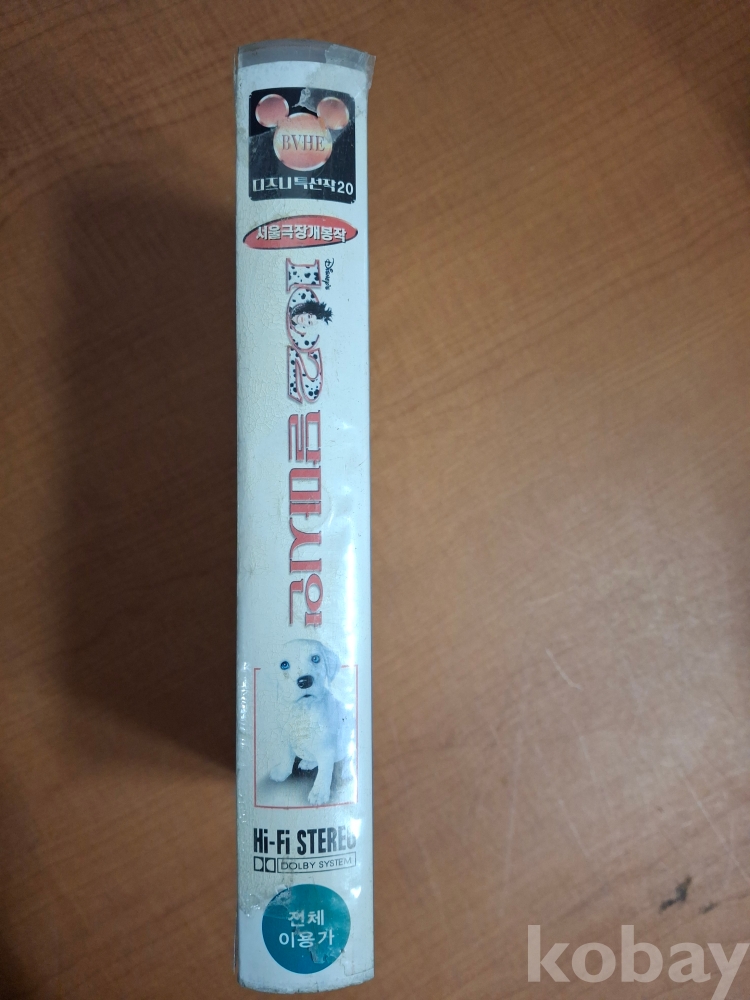 BVHE
디즈니특선작20
서울극장개봉작
Disney's
102 달마시안
Hi-Fi STEREO
DOLBY SYSTEM
전체
이용가
kobay